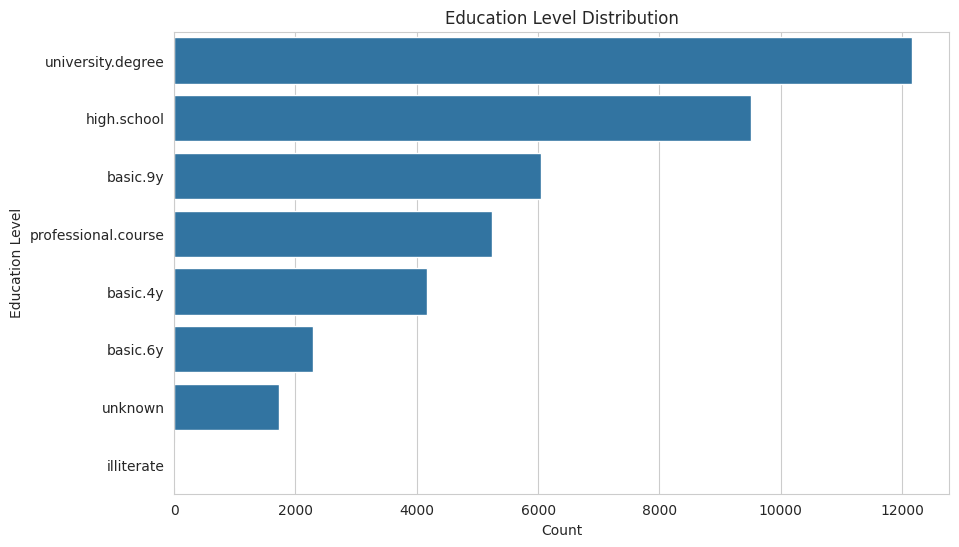 Education Level Distribution
Education Level
university.degree
high.school
basic.9y
professional.course
basic.4y
basic.6y
unknown
illiterate
0 2000 4000 6000 8000 10000 12000
Count